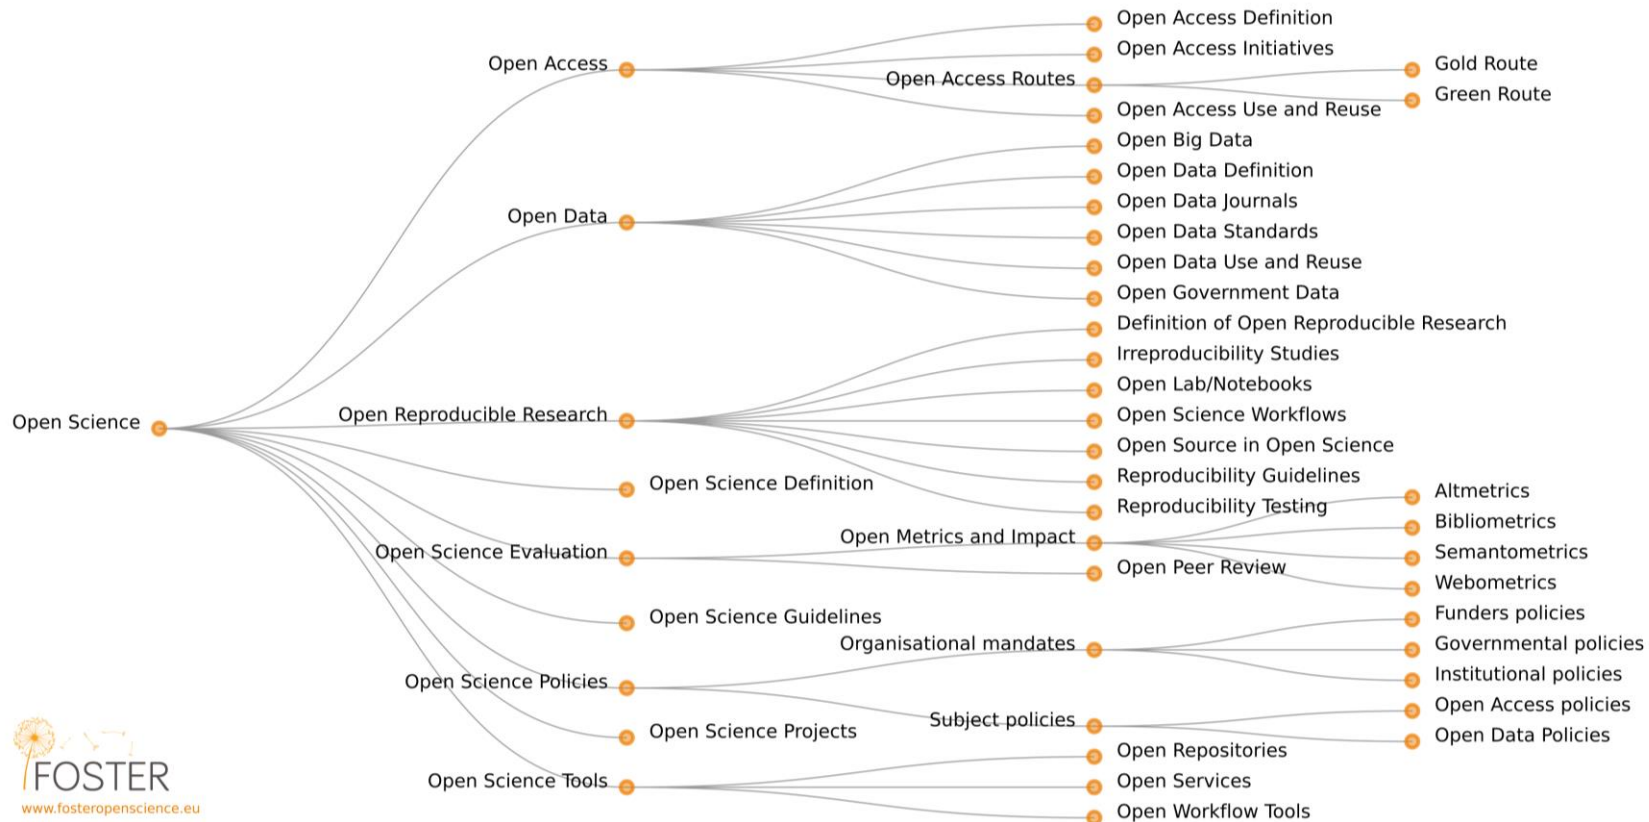 Open Science
Open Access
Open Access Definition
Open Access Initiatives
Open Access Routes
Gold Route
Green Route
Open Access Use and Reuse
Open Data
Open Big Data
Open Data Definition
Open Data Journals
Open Data Standards
Open Data Use and Reuse
Open Government Data
Open Reproducible Research
Definition of Open Reproducible Research
Irreproducibility Studies
Open Lab/Notebooks
Open Science Workflows
Open Source in Open Science
Reproducibility Guidelines
Reproducibility Testing
Open Science Definition
Open Science Evaluation
Open Metrics and Impact
Altmetrics
Bibliometrics
Semantometrics
Webometrics
Open Peer Review
Open Science Guidelines
Open Science Policies
Organisational mandates
Funders policies
Governmental policies
Institutional policies
Subject policies
Open Access policies
Open Data Policies
Open Science Projects
Open Science Tools
Open Repositories
Open Services
Open Workflow Tools
FOSTER
www.fosteropenscience.eu